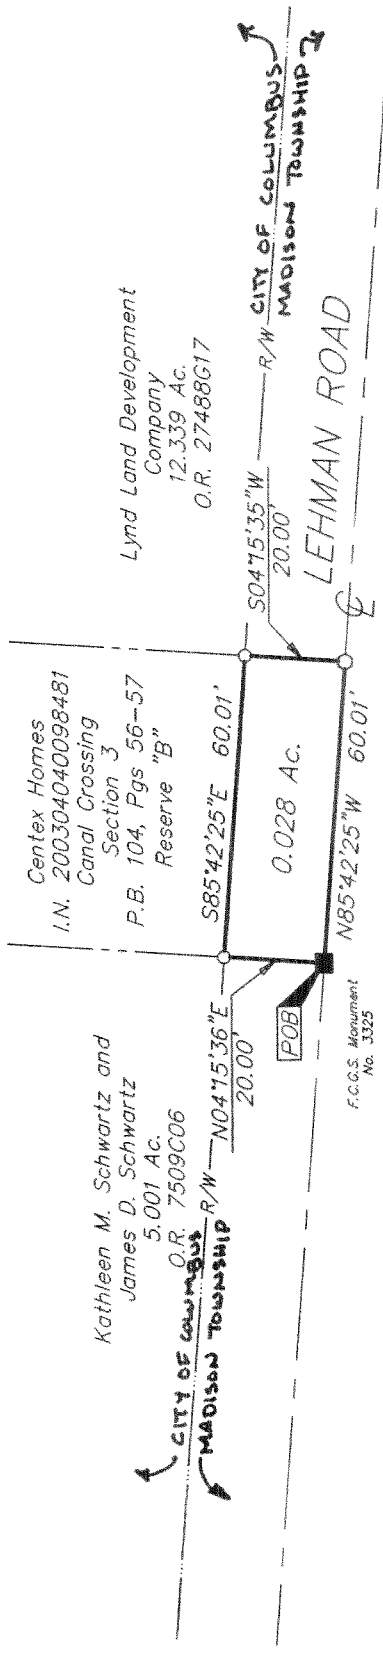 Kathleen M. Schwartz and
James D. Schwartz
5.001 Ac.
O.R. 7509C06
Centex Homes
I.N. 200304040098481
Canal Crossing
Section 3
P.B. 104, Pgs 56-57
Reserve "B"
Lynd Land Development
Company
12.339 Ac.
O.R. 27488G17
CITY OF COLUMBUS
MADISON TOWNSHIP
R/W
N04°15'36"E
20.00'
S85°42'25"E 60.01'
0.028 Ac.
POB
N85°42'25"W 60.01'
F.C.G.S. Monument
No. 3325
S04°15'35"W
20.00'
R/W
CITY OF COLUMBUS
MADISON TOWNSHIP
LEHMAN ROAD
℄